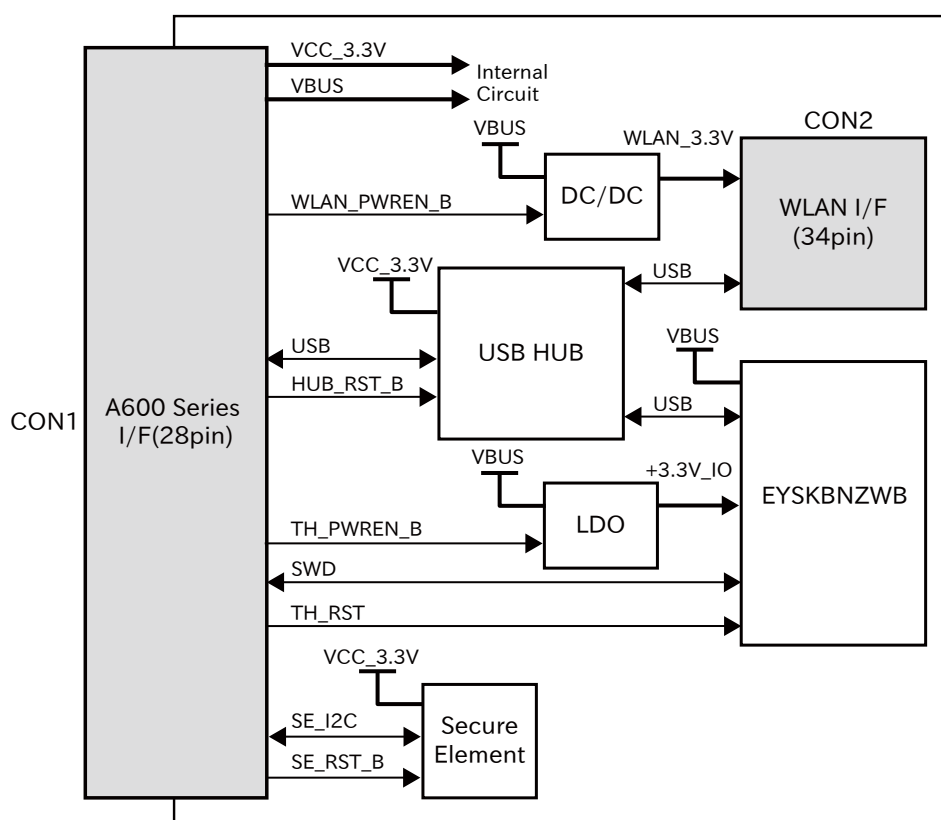 VCC_3.3V
VBUS
Internal
Circuit
VBUS
WLAN_3.3V
CON2
DC/DC
WLAN I/F
(34pin)
WLAN_PWREN_B
VCC_3.3V
USB
USB HUB
VBUS
USB
HUB_RST_B
USB
CON1
A600 Series
I/F(28pin)
VBUS
+3.3V_IO
EYSKBNZWB
LDO
TH_PWREN_B
SWD
TH_RST
VCC_3.3V
SE_I2C
Secure
Element
SE_RST_B